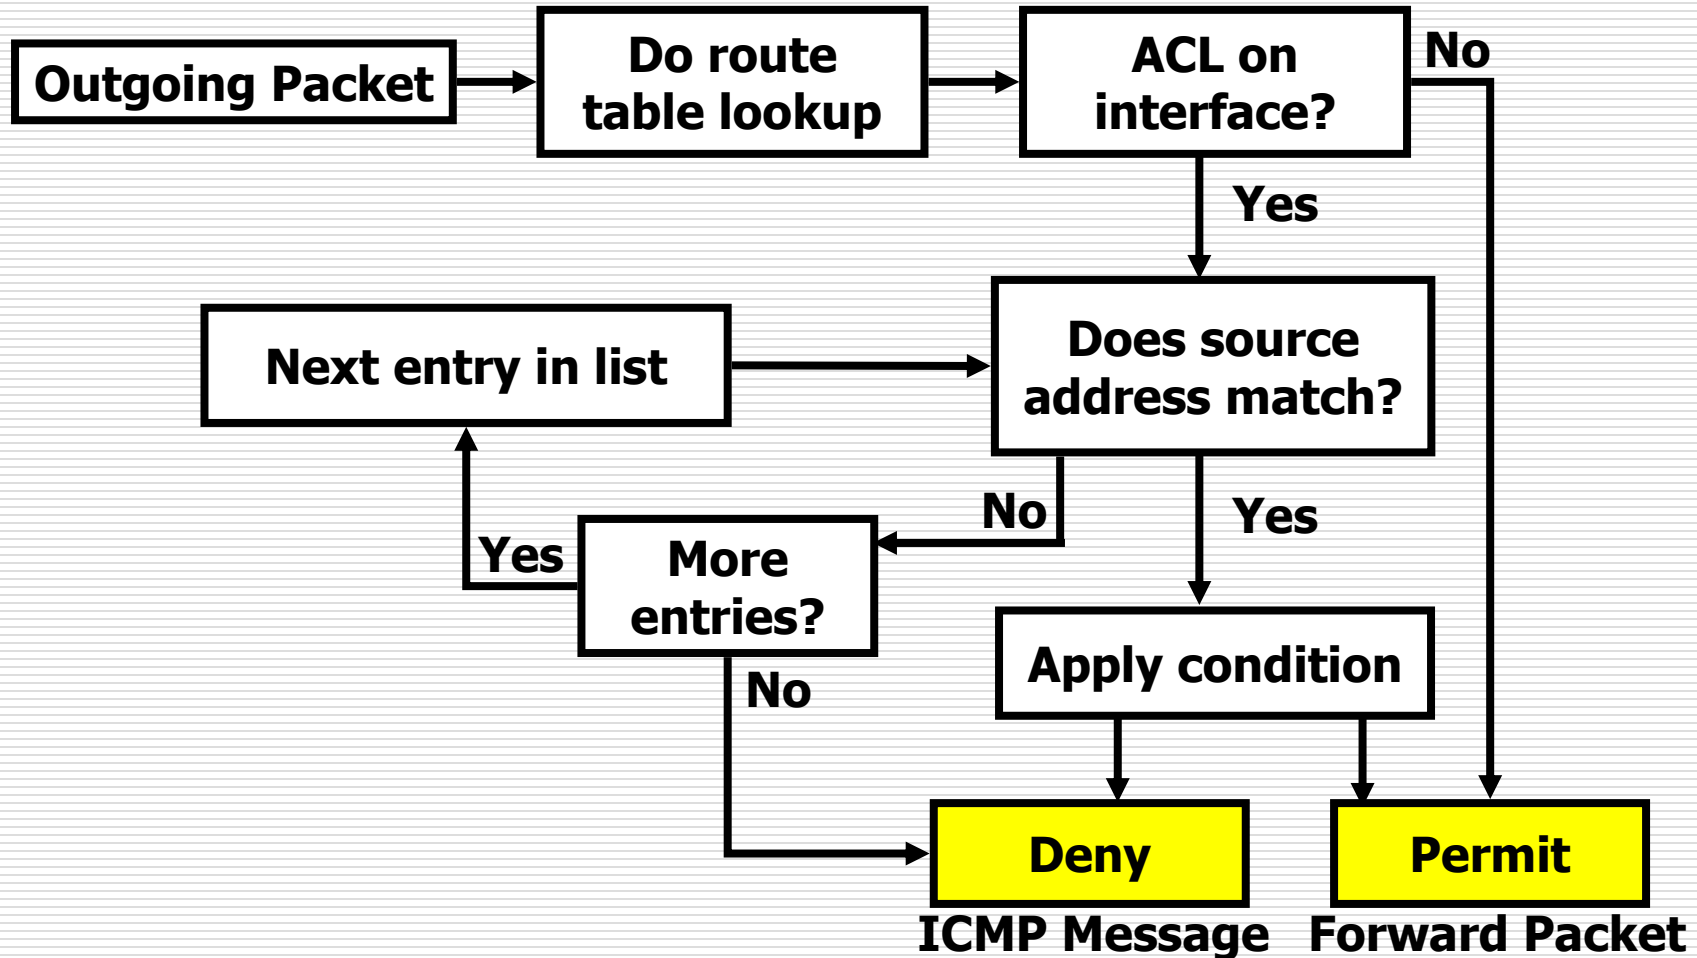 Outgoing Packet
Do route
table lookup
ACL on
interface?
No
Yes
Next entry in list
Does source
address match?
No
Yes
Yes
More
entries?
Apply condition
No
Deny
Permit
ICMP Message
Forward Packet